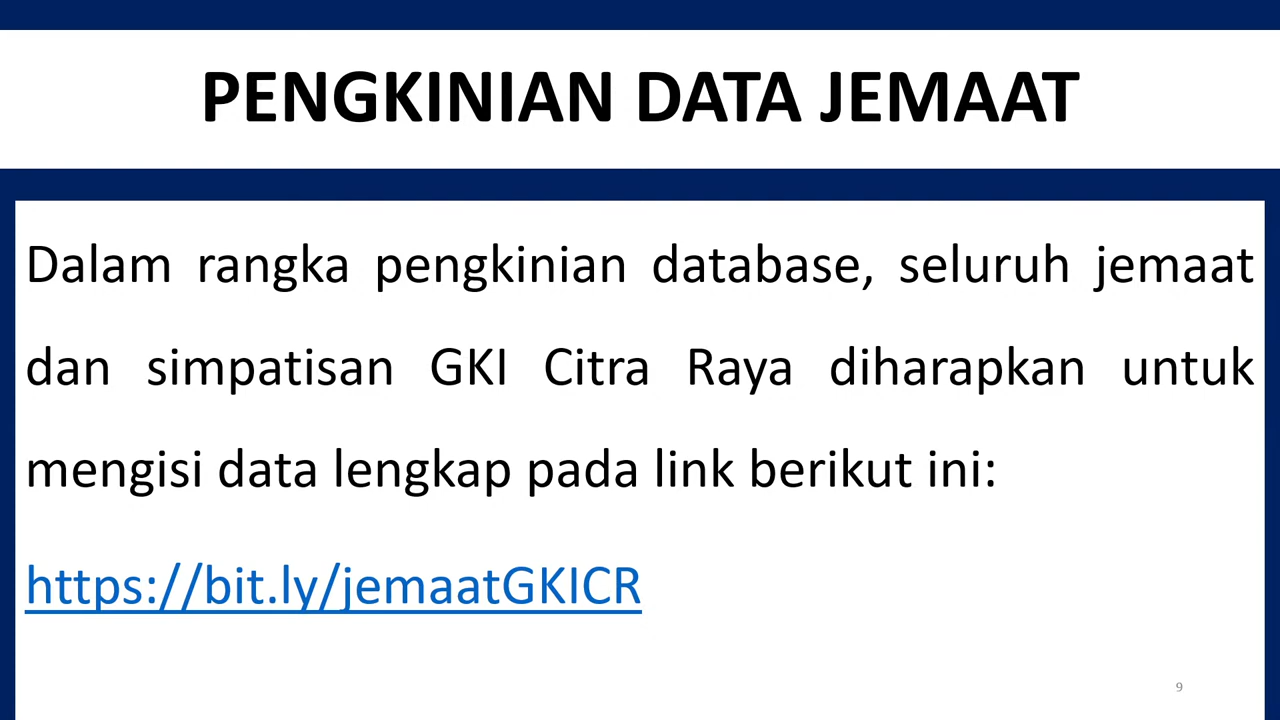 PENGKINIAN DATA JEMAAT
Dalam rangka pengkinian database, seluruh jemaat
dan simpatisan GKI Citra Raya diharapkan untuk
mengisi data lengkap pada link berikut ini:
https://bit.ly/jemaatGKICR
9